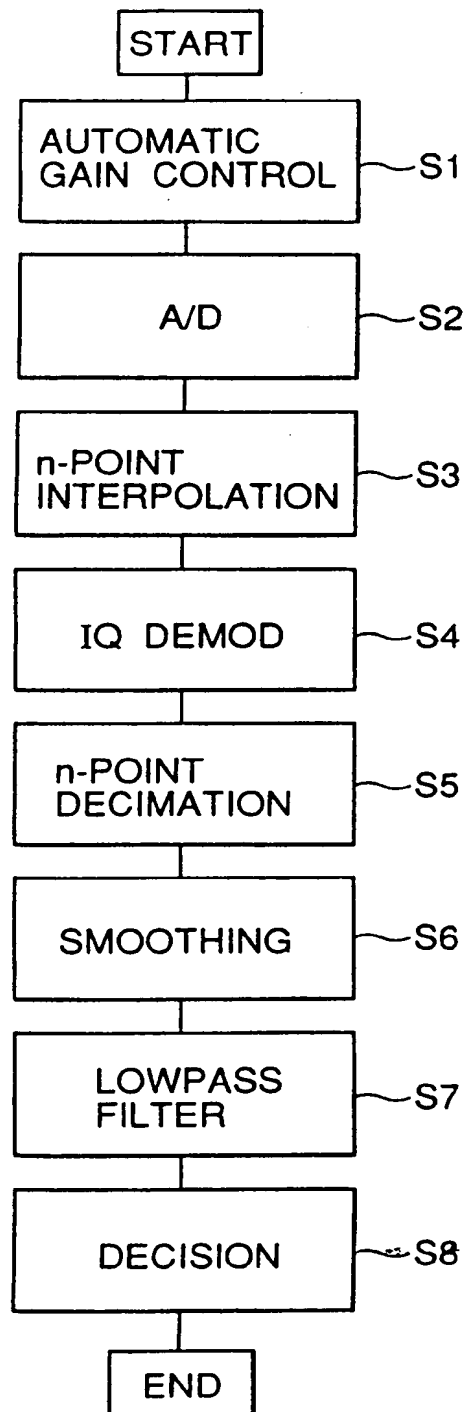 START
AUTOMATIC
GAIN CONTROL
S1
A/D
S2
n-POINT
INTERPOLATION
S3
IQ DEMOD
S4
n-POINT
DECIMATION
S5
SMOOTHING
S6
LOWPASS
FILTER
S7
DECISION
S8
END